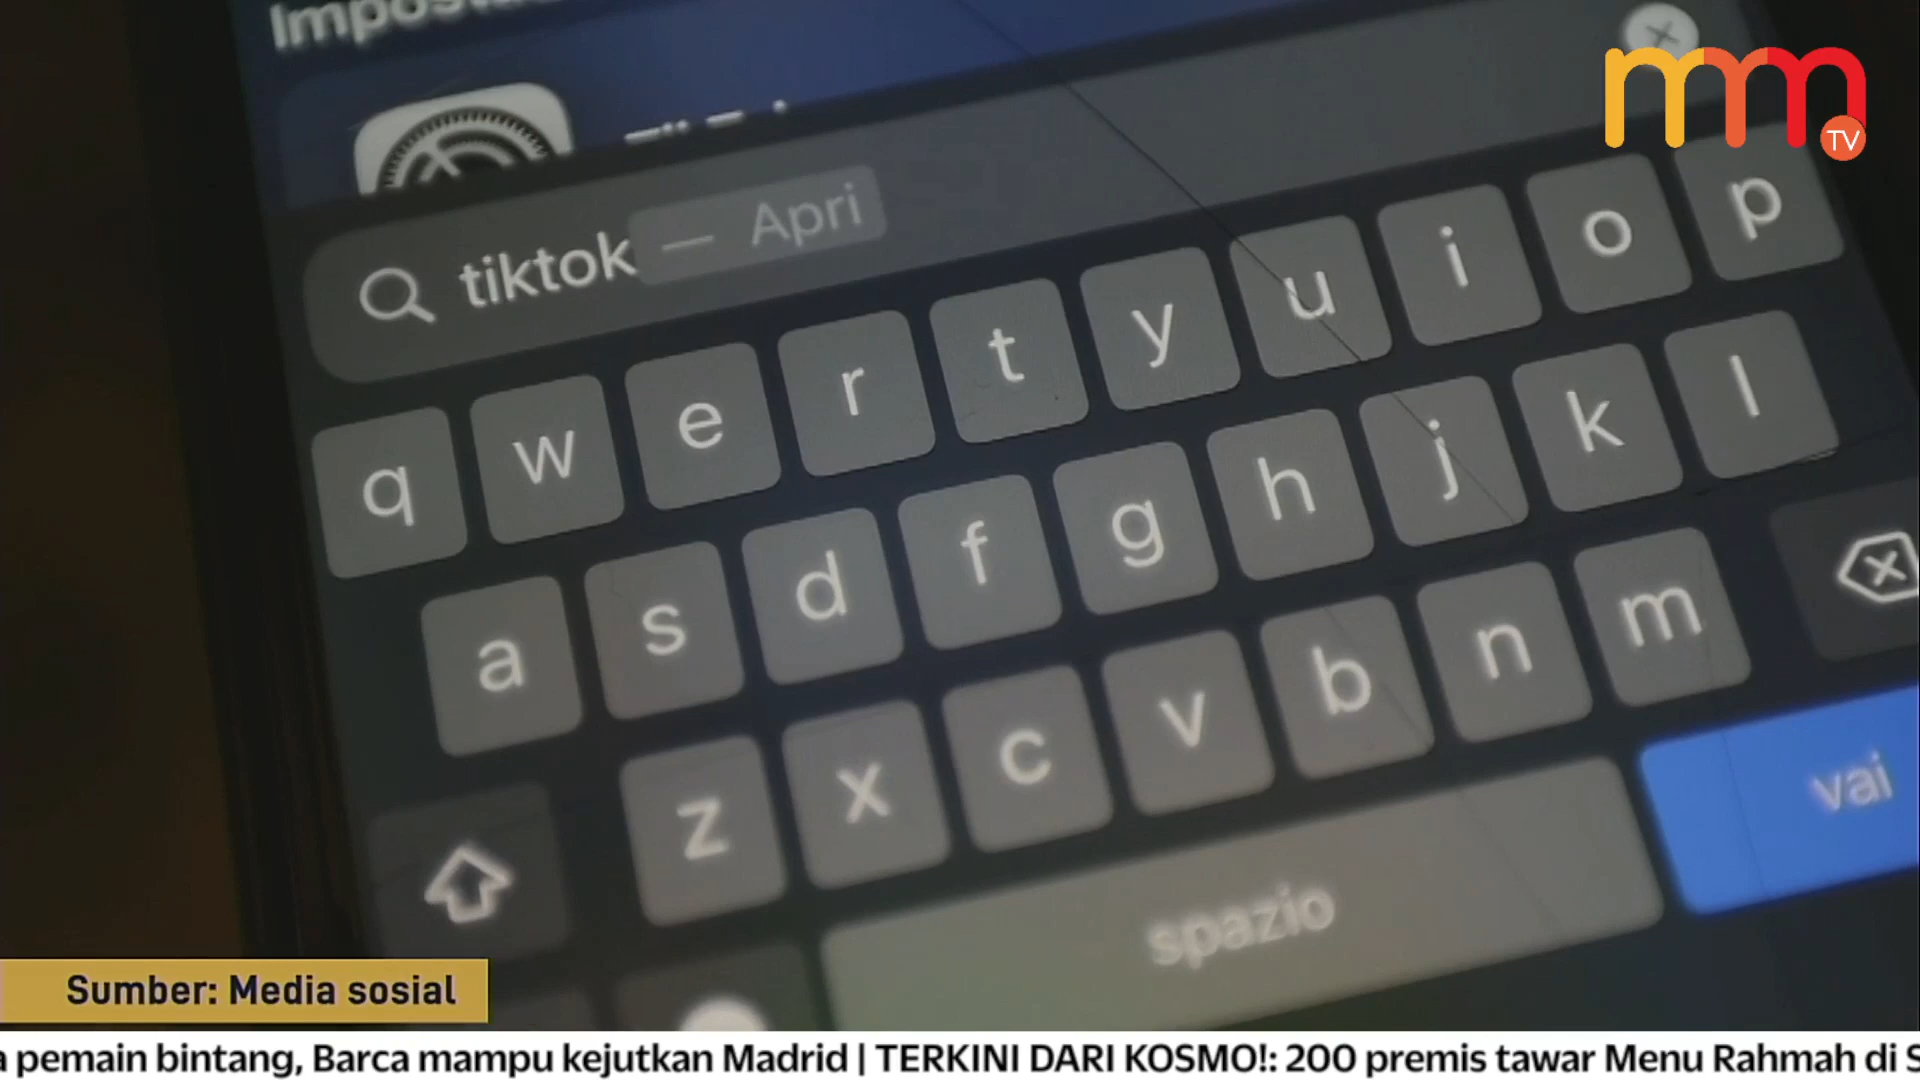 mm
TV
tiktok — Apri
q w e r t y u i o p
a s d f g h j k l
z x c v b n m
spazio
vai
Sumber: Media sosial
pemain bintang, Barca mampu kejutkan Madrid | TERKINI DARI KOSMO!: 200 premis tawar Menu Rahmah di S